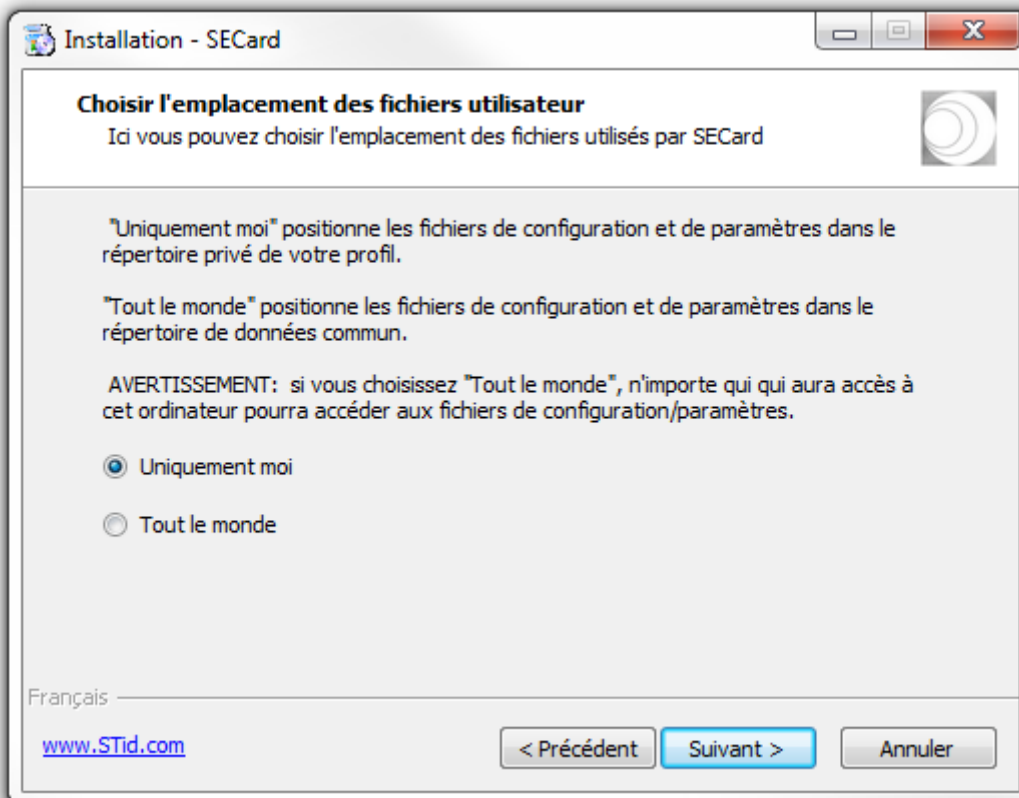 Installation - SECard
Choisir l'emplacement des fichiers utilisateur
Ici vous pouvez choisir l'emplacement des fichiers utilisés par SECard
"Uniquement moi" positionne les fichiers de configuration et de paramètres dans le
répertoire privé de votre profil.
"Tout le monde" positionne les fichiers de configuration et de paramètres dans le
répertoire de données commun.
AVERTISSEMENT: si vous choisissez "Tout le monde", n'importe qui qui aura accès à
cet ordinateur pourra accéder aux fichiers de configuration/paramètres.
Uniquement moi
Tout le monde
Français
www.STid.com
< Précédent
Suivant >
Annuler